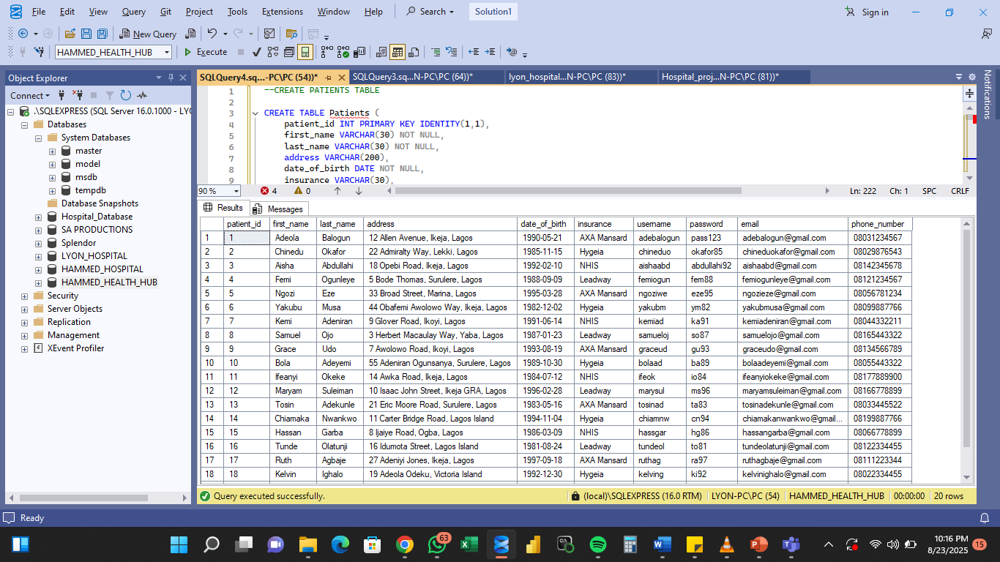 File Edit View Query Git Project Tools Extensions Window Help Search Solution1 Sign in
New Query
HAMMED_HEALTH_HUB Execute
Object Explorer
Connect
.\SQLEXPRESS (SQL Server 16.0.1000 - LYO
Databases
System Databases
master
model
msdb
tempdb
Database Snapshots
Hospital_Database
SA PRODUCTIONS
Splendor
LYON_HOSPITAL
HAMMED_HOSPITAL
HAMMED_HEALTH_HUB
Security
Server Objects
Replication
Management
XEvent Profiler
SQLQuery4.sq...-PC\PC (54))* SQLQuery3.sq...N-PC\PC (64))* lyon_hospital...N-PC\PC (83))* Hospital_proj...N-PC\PC (81))*
1 --CREATE PATIENTS TABLE
2
3 CREATE TABLE Patients (
4 patient_id INT PRIMARY KEY IDENTITY(1,1),
5 first_name VARCHAR(30) NOT NULL,
6 last_name VARCHAR(30) NOT NULL,
7 address VARCHAR(200),
8 date_of_birth DATE NOT NULL,
9 insurance VARCHAR(30),
90 % 4 0 Ln: 222 Ch: 1 SPC CRLF
Results Messages
patient_id first_name last_name address date_of_birth insurance username password email phone_number
1 1 Adeola Balogun 12 Allen Avenue, Ikeja, Lagos 1990-05-21 AXA Mansard adebalogun pass123 adebalogun@gmail.com 08031234567
2 2 Chinedu Okafor 22 Admiralty Way, Lekki, Lagos 1985-11-15 Hygeia chineduo okafor85 chineduokafor@gmail.com 08029876543
3 3 Aisha Abdullahi 18 Opebi Road, Ikeja, Lagos 1992-02-10 NHIS aishaabd abdullahi92 aishaabd@gmail.com 08142345678
4 4 Femi Ogunleye 5 Bode Thomas, Surulere, Lagos 1988-09-09 Leadway femiogun fem88 femiogunleye@gmail.com 08121234567
5 5 Ngozi Eze 33 Broad Street, Marina, Lagos 1995-03-28 AXA Mansard ngoziwe eze95 ngozieze@gmail.com 08056781234
6 6 Yakubu Musa 44 Obafemi Awolowo Way, Ikeja, Lagos 1982-12-02 Hygeia yakubm ym82 yakubmusa@gmail.com 08099887766
7 7 Kemi Adeniran 9 Glover Road, Ikoyi, Lagos 1991-06-14 NHIS kemiad ka91 kemiadeniran@gmail.com 08044332211
8 8 Samuel Ojo 3 Herbert Macaulay Way, Yaba, Lagos 1987-01-23 Leadway samueloj so87 samuelojo@gmail.com 08165443322
9 9 Grace Udo 7 Awolowo Road, Ikoyi, Lagos 1993-08-19 AXA Mansard graceud gu93 graceudo@gmail.com 08134566789
10 10 Bola Adeyemi 55 Adeniran Ogunsanya, Surulere, Lagos 1989-10-30 Hygeia bolaad ba89 bolaadeyemi@gmail.com 08055443322
11 11 Ifeanyi Okeke 14 Awka Road, Ikeja, Lagos 1984-07-12 NHIS ifeok io84 ifeanyiokeke@gmail.com 08177889900
12 12 Maryam Suleiman 10 Isaac John Street, Ikeja GRA, Lagos 1996-02-28 Leadway marysul ms96 maryamsuleiman@gmail.com 08166778899
13 13 Tosin Adekunle 21 Eric Moore Road, Surulere, Lagos 1983-05-16 AXA Mansard tosinad ta83 tosinadekunle@gmail.com 08033445522
14 14 Chiamaka Nwankwo 11 Carter Bridge Road, Lagos Island 1994-11-04 Hygeia chiamnw cn94 chiamakanwankwo@gmail... 08199887766
15 15 Hassan Garba 8 Ijaiye Road, Ogba, Lagos 1986-03-09 NHIS hassgar hg86 hassangarba@gmail.com 08066778899
16 16 Tunde Olatunji 16 Idumota Street, Lagos Island 1981-08-24 Leadway tundeol to81 tundeolatunji@gmail.com 08122334455
17 17 Ruth Agbaje 27 Adeniyi Jones, Ikeja, Lagos 1997-09-18 AXA Mansard ruthag ra97 ruthagbaje@gmail.com 08111223344
18 18 Kelvin Ighalo 19 Adeola Odeku, Victoria Island 1992-12-30 Hygeia kelving ki92 kelvinighalo@gmail.com 08022334455
Query executed successfully. (local)\SQLEXPRESS (16.0 RTM) LYON-PC\PC (54) HAMMED_HEALTH_HUB 00:00:00 20 rows
Notifications
Ready
63
10:16 PM
8/23/2025
15